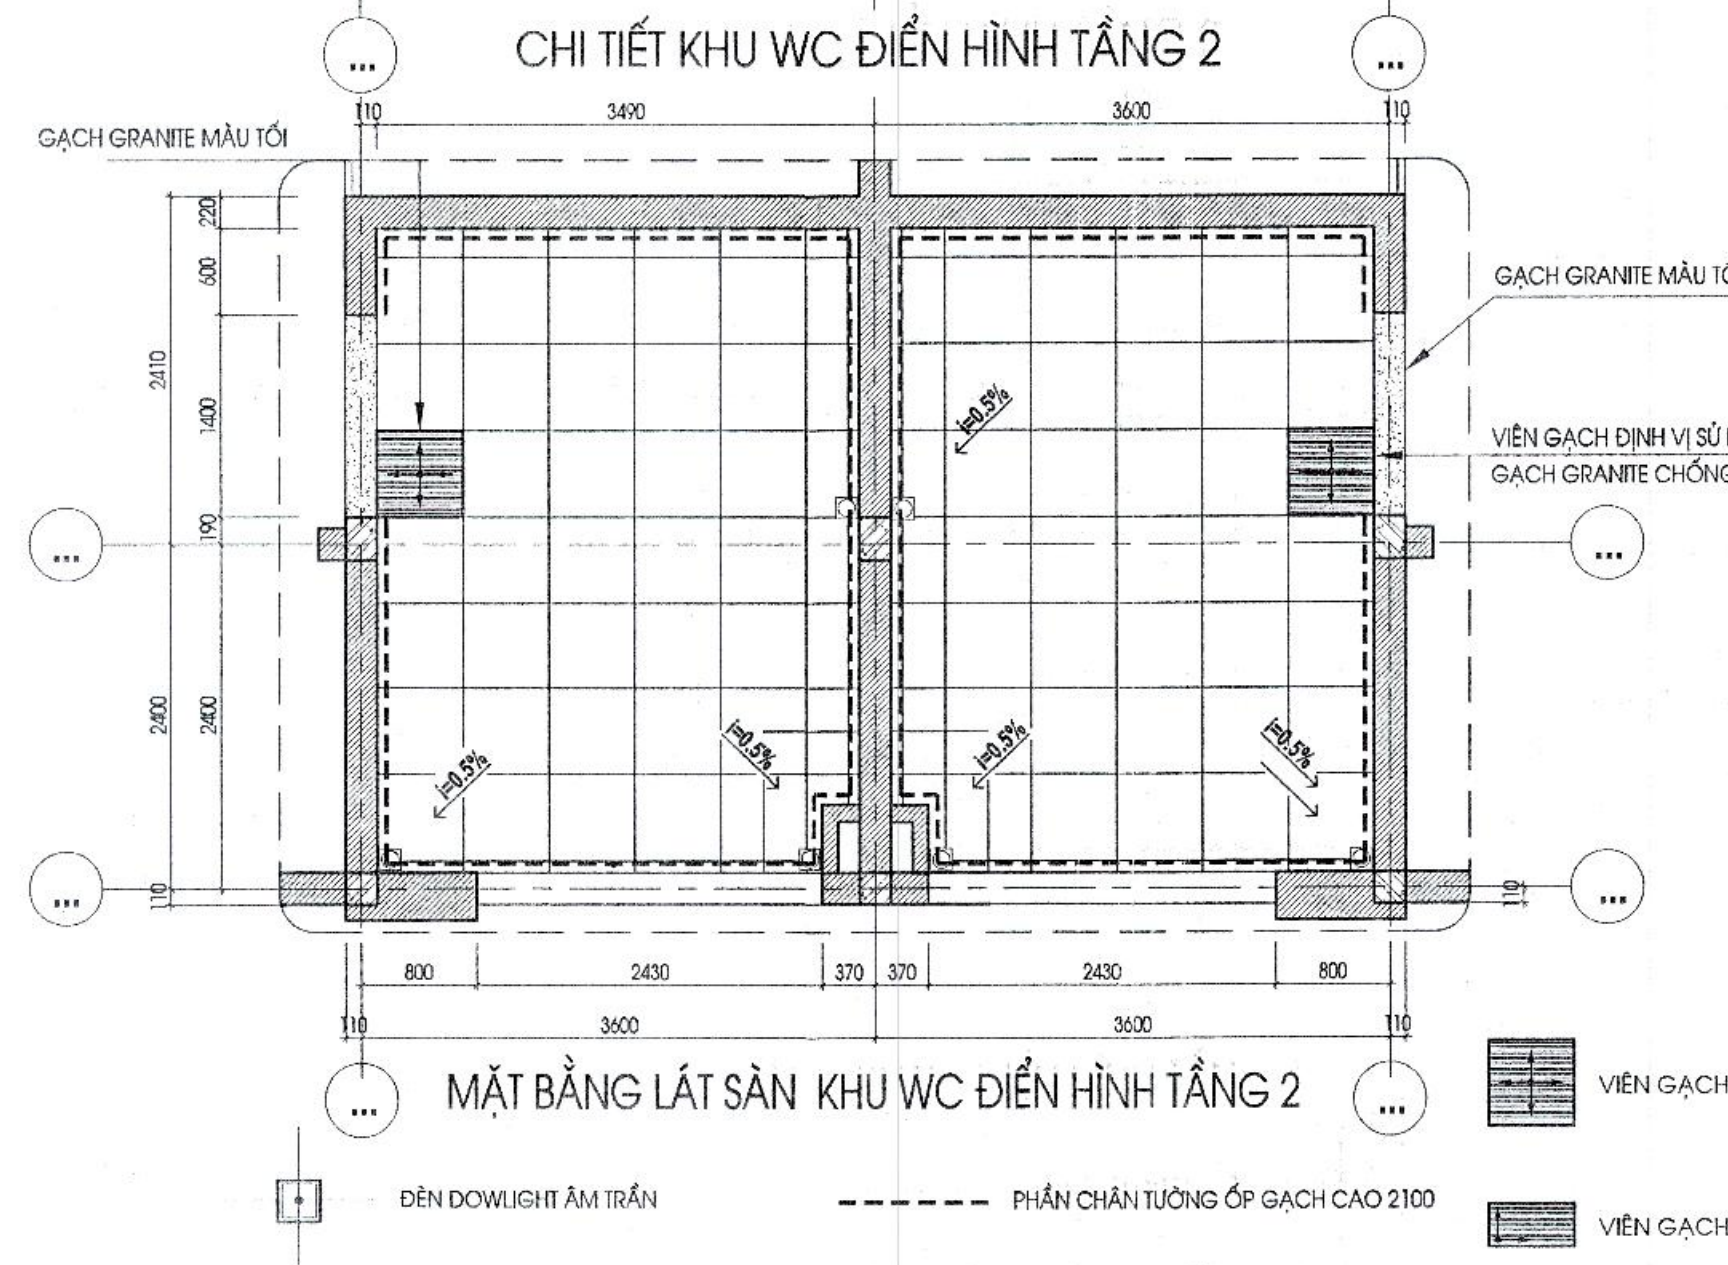 CHI TIẾT KHU WC ĐIỂN HÌNH TẦNG 2
110
3490
3600
110
GẠCH GRANITE MÀU TỐI
220
600
2410
GẠCH GRANITE MÀU
1400
i=0.5%
VIÊN GẠCH ĐỊNH VỊ SỬ
GẠCH GRANITE CHỐNG
190
2400
2400
i=0.5%
i=0.5%
i=0.5%
i=0.5%
110
110
800
2430
370
370
2430
800
110
3600
3600
110
MẶT BẰNG LÁT SÀN KHU WC ĐIỂN HÌNH TẦNG 2
VIÊN GẠCH
ĐÈN DOWLIGHT ÂM TRẦN
PHẦN CHÂN TƯỜNG ỐP GẠCH CAO 2100
VIÊN GẠCH